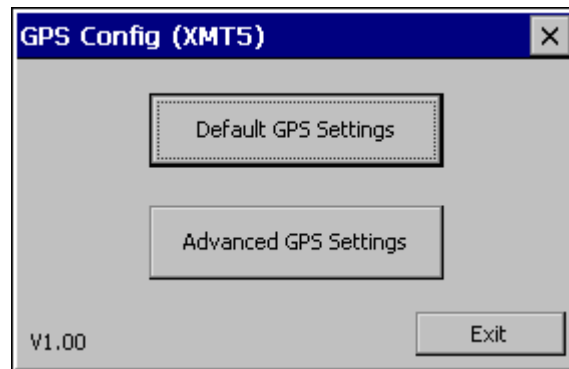 GPS Config (XMT5)
Default GPS Settings
Advanced GPS Settings
V1.00
Exit